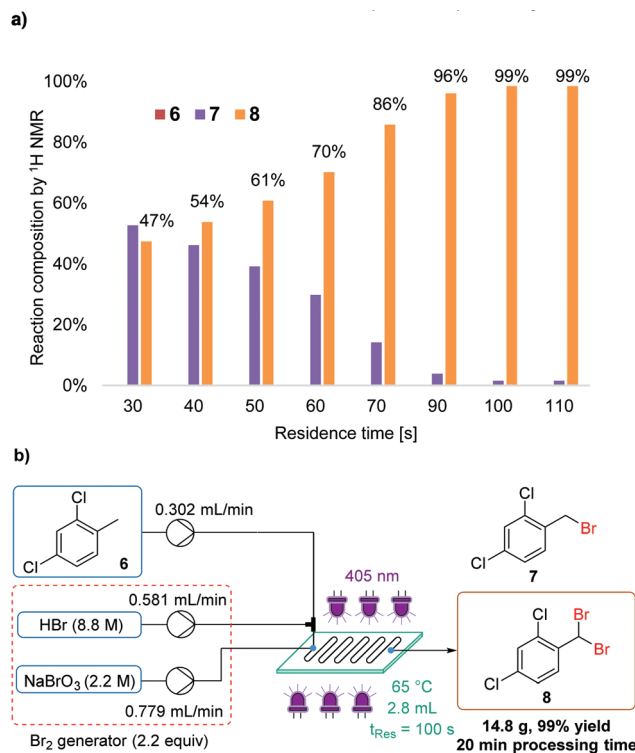 a)
100%
80%
60%
40%
20%
0%
Reaction composition by ¹H NMR
6 7 8
47%
54%
61%
70%
86%
96%
99%
99%
30 40 50 60 70 90 100 110
Residence time [s]
b)
Cl
Cl
6
0.302 mL/min
HBr (8.8 M)
0.581 mL/min
NaBrO₃ (2.2 M)
0.779 mL/min
Br₂ generator (2.2 equiv)
405 nm
65 °C
2.8 mL
tRes = 100 s
Cl
Br
Cl
7
Cl
Br
Br
Cl
8
14.8 g, 99% yield
20 min processing time